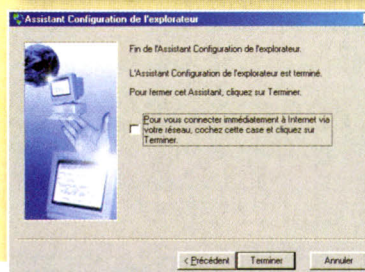 Assistant Configuration de l'explorateur
Fin de l'Assistant Configuration de l'explorateur.
L'Assistant Configuration de l'explorateur est terminé.
Pour fermer cet Assistant, cliquez sur Terminer.
Pour vous connecter immédiatement à Internet via
votre réseau, cochez cette case et cliquez sur
Terminer.
< Précédent Terminer Annuler